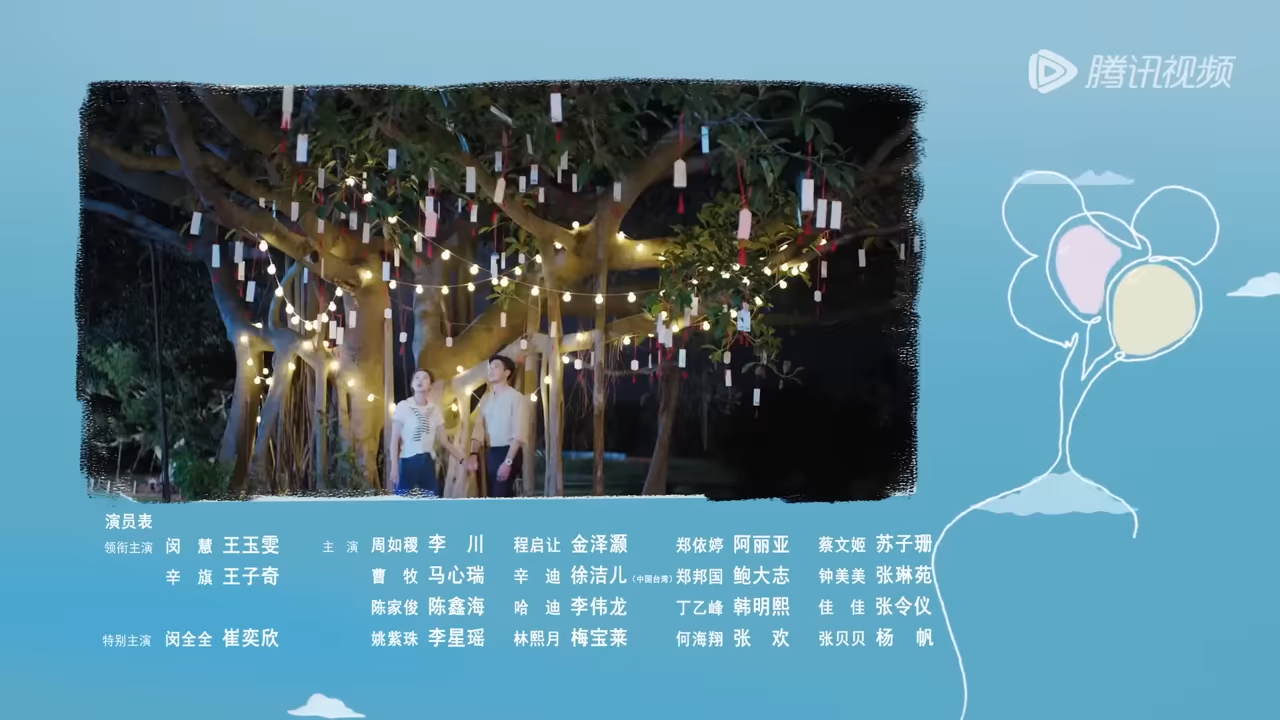 腾讯视频
演员表
领衔主演 闵 慧 王玉雯 主 演 周如稷 李 川 程启让 金泽灏 郑依婷 阿丽亚 蔡文姬 苏子珊
辛 旗 王子奇 曹 牧 马心瑞 辛 迪 徐洁儿（中国台湾） 郑邦国 鲍大志 钟美美 张琳苑
陈家俊 陈鑫海 哈 迪 李伟龙 丁乙峰 韩明熙 佳 佳 张令仪
特别主演 闵全全 崔奕欣 姚紫珠 李星瑶 林熙月 梅宝莱 何海翔 张 欢 张贝贝 杨 帆